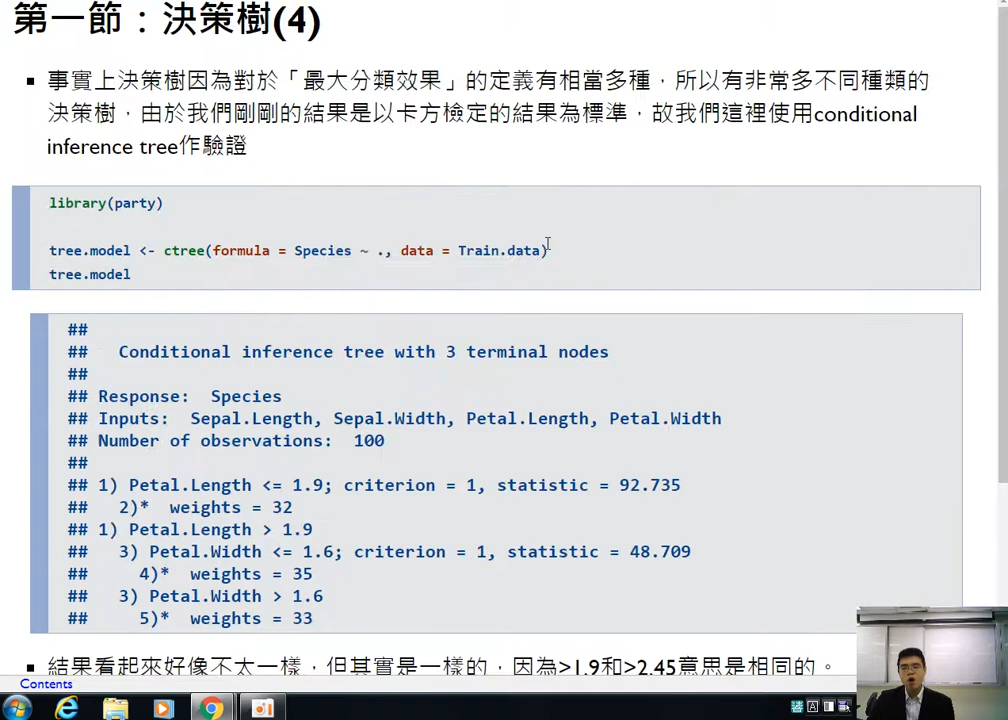 第一節：決策樹(4)
事實上決策樹因為對於「最大分類效果」的定義有相當多種，所以有非常多不同種類的
決策樹，由於我們剛剛的結果是以卡方檢定的結果為標準，故我們這裡使用conditional
inference tree作驗證
library(party)
tree.model <- ctree(formula = Species ~ ., data = Train.data)
tree.model
##
##   Conditional inference tree with 3 terminal nodes
##
## Response:  Species
## Inputs:  Sepal.Length, Sepal.Width, Petal.Length, Petal.Width
## Number of observations:  100
##
## 1) Petal.Length <= 1.9; criterion = 1, statistic = 92.735
##   2)*  weights = 32
## 1) Petal.Length > 1.9
##   3) Petal.Width <= 1.6; criterion = 1, statistic = 48.709
##     4)*  weights = 35
##   3) Petal.Width > 1.6
##     5)*  weights = 33
結果看起來好像不太一樣，但其實是一樣的，因為>1.9和>2.45意思是相同的。
Contents